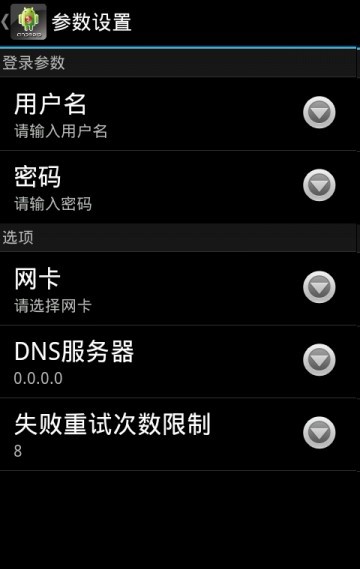 参数设置
登录参数
用户名
请输入用户名
密码
请输入密码
选项
网卡
请选择网卡
DNS服务器
0.0.0.0
失败重试次数限制
8